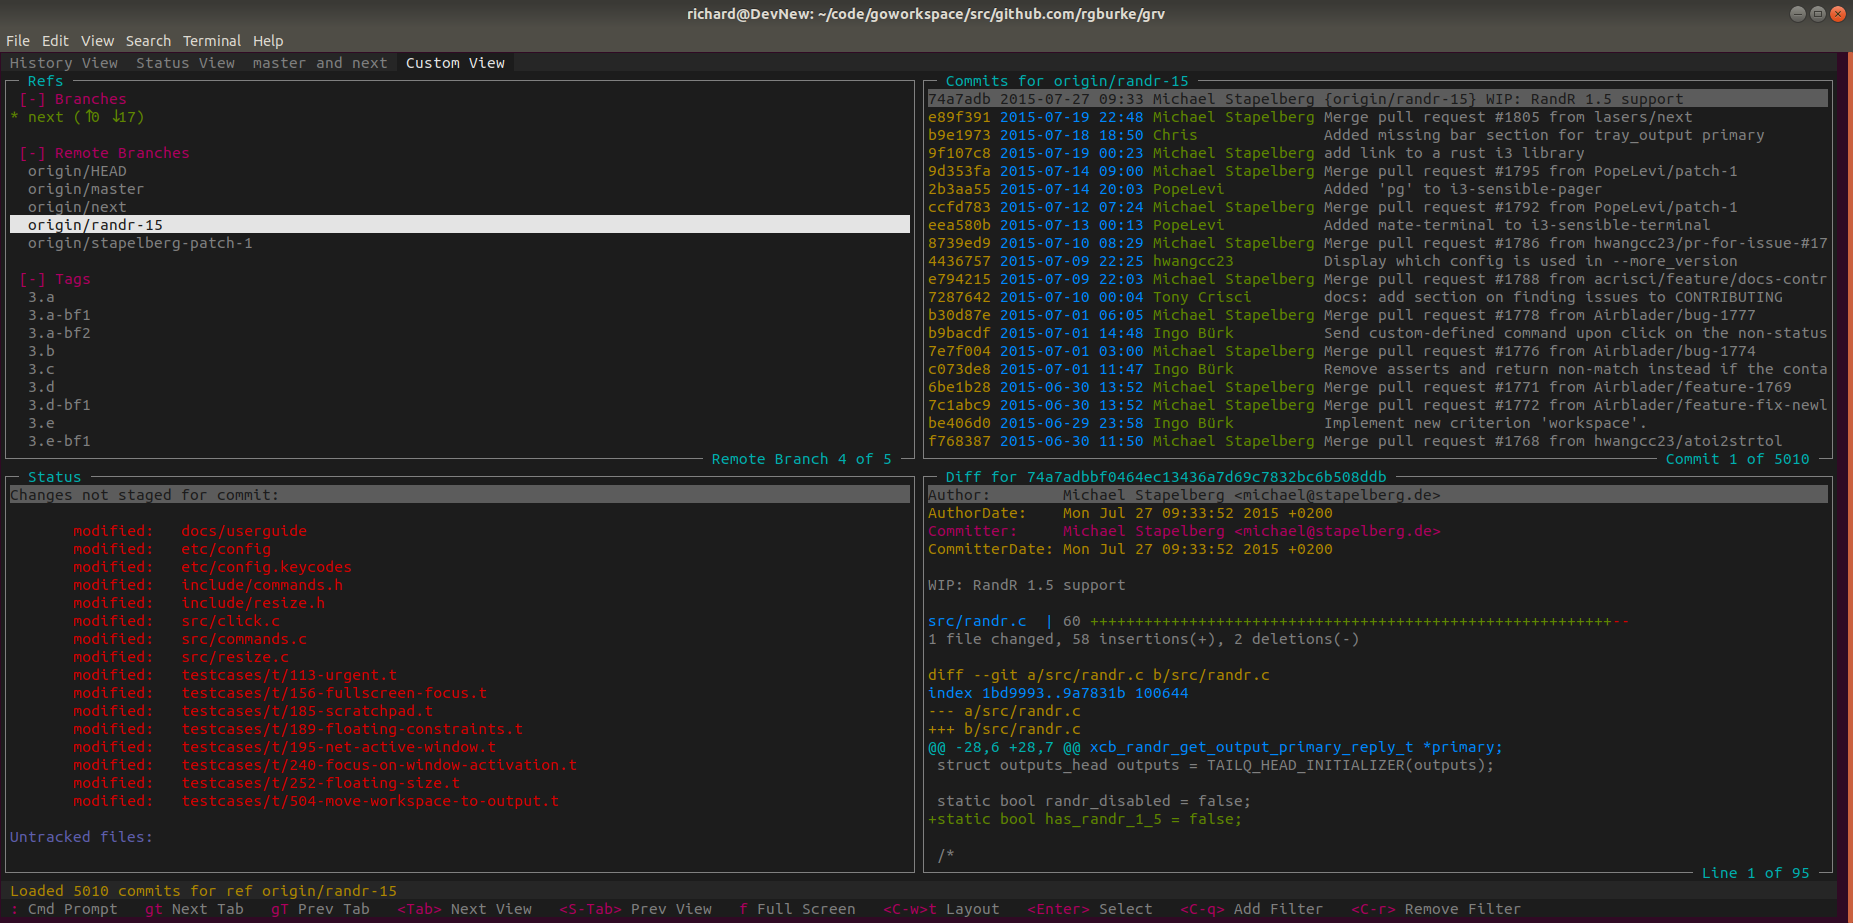 richard@DevNew: ~/code/goworkspace/src/github.com/rgburke/grv
File Edit View Search Terminal Help
History View Status View master and next Custom View
Refs
[-] Branches
* next (↑0 ↓17)
[-] Remote Branches
origin/HEAD
origin/master
origin/next
origin/randr-15
origin/stapelberg-patch-1
[-] Tags
3.a
3.a-bf1
3.a-bf2
3.b
3.c
3.d
3.d-bf1
3.e
3.e-bf1
Remote Branch 4 of 5
Commits for origin/randr-15
74a7adb 2015-07-27 09:33 Michael Stapelberg {origin/randr-15} WIP: RandR 1.5 support
e89f391 2015-07-19 22:48 Michael Stapelberg Merge pull request #1805 from lasers/next
b9e1973 2015-07-18 18:50 Chris Added missing bar section for tray_output primary
9f107c8 2015-07-19 00:23 Michael Stapelberg add link to a rust i3 library
9d353fa 2015-07-14 09:00 Michael Stapelberg Merge pull request #1795 from PopeLevi/patch-1
2b3aa55 2015-07-14 20:03 PopeLevi Added 'pg' to i3-sensible-pager
ccfd783 2015-07-12 07:24 Michael Stapelberg Merge pull request #1792 from PopeLevi/patch-1
eea580b 2015-07-13 00:13 PopeLevi Added mate-terminal to i3-sensible-terminal
8739ed9 2015-07-10 08:29 Michael Stapelberg Merge pull request #1786 from hwangcc23/pr-for-issue-#17
4436757 2015-07-09 22:25 hwangcc23 Display which config is used in --more_version
e794215 2015-07-09 22:03 Michael Stapelberg Merge pull request #1788 from acrisci/feature/docs-contr
7287642 2015-07-10 00:04 Tony Crisci docs: add section on finding issues to CONTRIBUTING
b30d87e 2015-07-01 06:05 Michael Stapelberg Merge pull request #1778 from Airblader/bug-1777
b9bacdf 2015-07-01 14:48 Ingo Bürk Send custom-defined command upon click on the non-status
7e7f004 2015-07-01 03:00 Michael Stapelberg Merge pull request #1776 from Airblader/bug-1774
c073de8 2015-07-01 11:47 Ingo Bürk Remove asserts and return non-match instead if the conta
6be1b28 2015-06-30 13:52 Michael Stapelberg Merge pull request #1771 from Airblader/feature-1769
7c1abc9 2015-06-30 13:52 Michael Stapelberg Merge pull request #1772 from Airblader/feature-fix-newl
be406d0 2015-06-29 23:58 Ingo Bürk Implement new criterion 'workspace'.
f768387 2015-06-30 11:50 Michael Stapelberg Merge pull request #1768 from hwangcc23/atoi2strtol
Commit 1 of 5010
Status
Changes not staged for commit:
modified: docs/userguide
modified: etc/config
modified: etc/config.keycodes
modified: include/commands.h
modified: include/resize.h
modified: src/click.c
modified: src/commands.c
modified: src/resize.c
modified: testcases/t/113-urgent.t
modified: testcases/t/156-fullscreen-focus.t
modified: testcases/t/185-scratchpad.t
modified: testcases/t/189-floating-constraints.t
modified: testcases/t/195-net-active-window.t
modified: testcases/t/240-focus-on-window-activation.t
modified: testcases/t/252-floating-size.t
modified: testcases/t/504-move-workspace-to-output.t
Untracked files:
Diff for 74a7adbbf0464ec13436a7d69c7832bc6b508ddb
Author: Michael Stapelberg <michael@stapelberg.de>
AuthorDate: Mon Jul 27 09:33:52 2015 +0200
Committer: Michael Stapelberg <michael@stapelberg.de>
CommitterDate: Mon Jul 27 09:33:52 2015 +0200
WIP: RandR 1.5 support
src/randr.c | 60 ++++++++++++++++++++++++++++++++++++++++++++++++++++++++++--
1 file changed, 58 insertions(+), 2 deletions(-)
diff --git a/src/randr.c b/src/randr.c
index 1bd9993..9a7831b 100644
--- a/src/randr.c
+++ b/src/randr.c
@@ -28,6 +28,7 @@ xcb_randr_get_output_primary_reply_t *primary;
struct outputs_head outputs = TAILQ_HEAD_INITIALIZER(outputs);
static bool randr_disabled = false;
+static bool has_randr_1_5 = false;
/*
Line 1 of 95
Loaded 5010 commits for ref origin/randr-15
: Cmd Prompt gt Next Tab gT Prev Tab <Tab> Next View <S-Tab> Prev View f Full Screen <C-w>t Layout <Enter> Select <C-q> Add Filter <C-r> Remove Filter